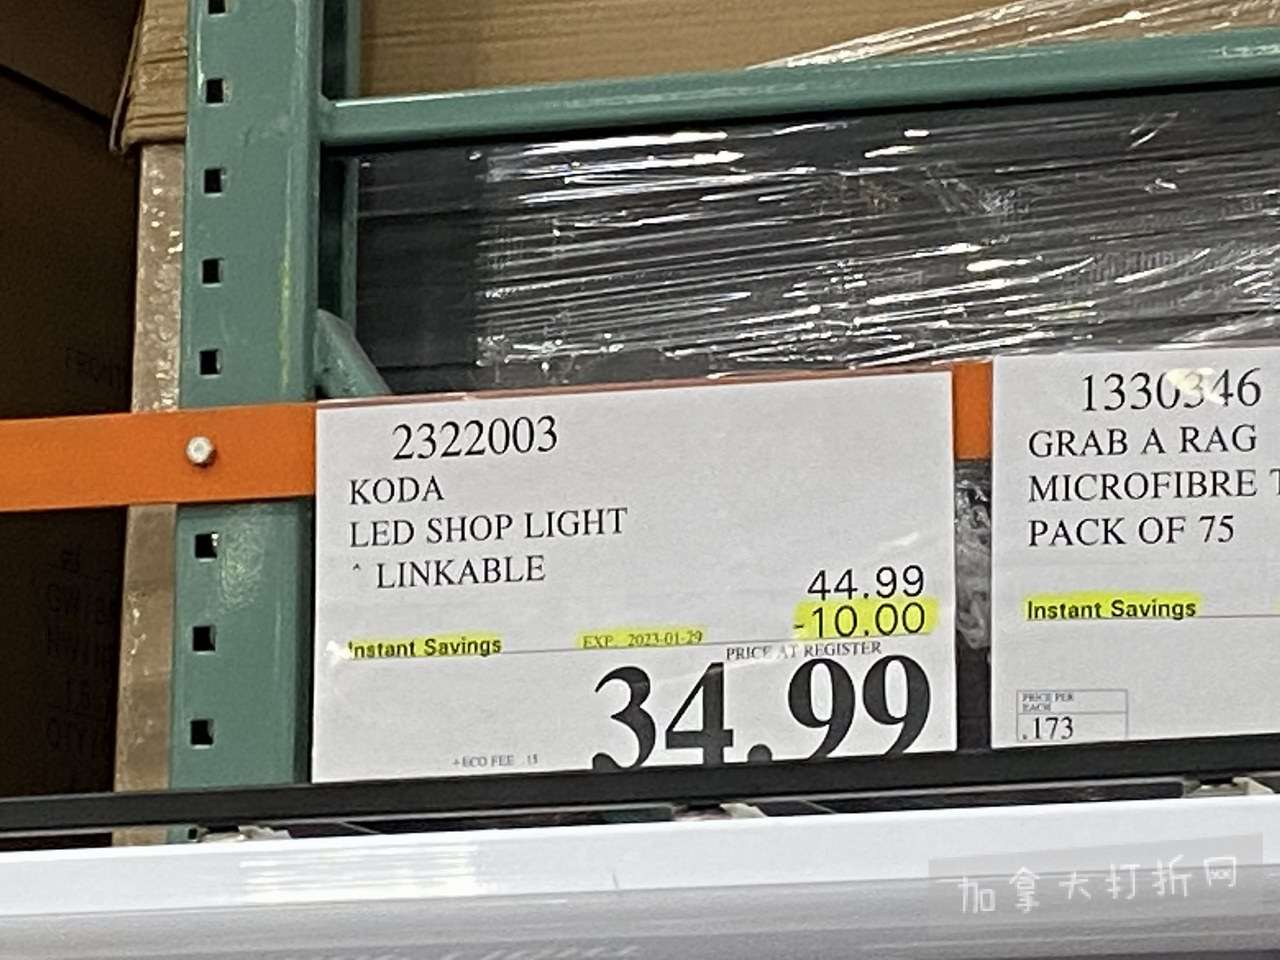 2322003
KODA
LED SHOP LIGHT
^ LINKABLE
44.99
-10.00
Instant Savings EXP. 2023-01-29
PRICE AT REGISTER
34.99
+ECO FEE .15
1330346
GRAB A RAG
MICROFIBRE T
PACK OF 75
Instant Savings
PRICE PER
EACH
.173
加拿大打折网